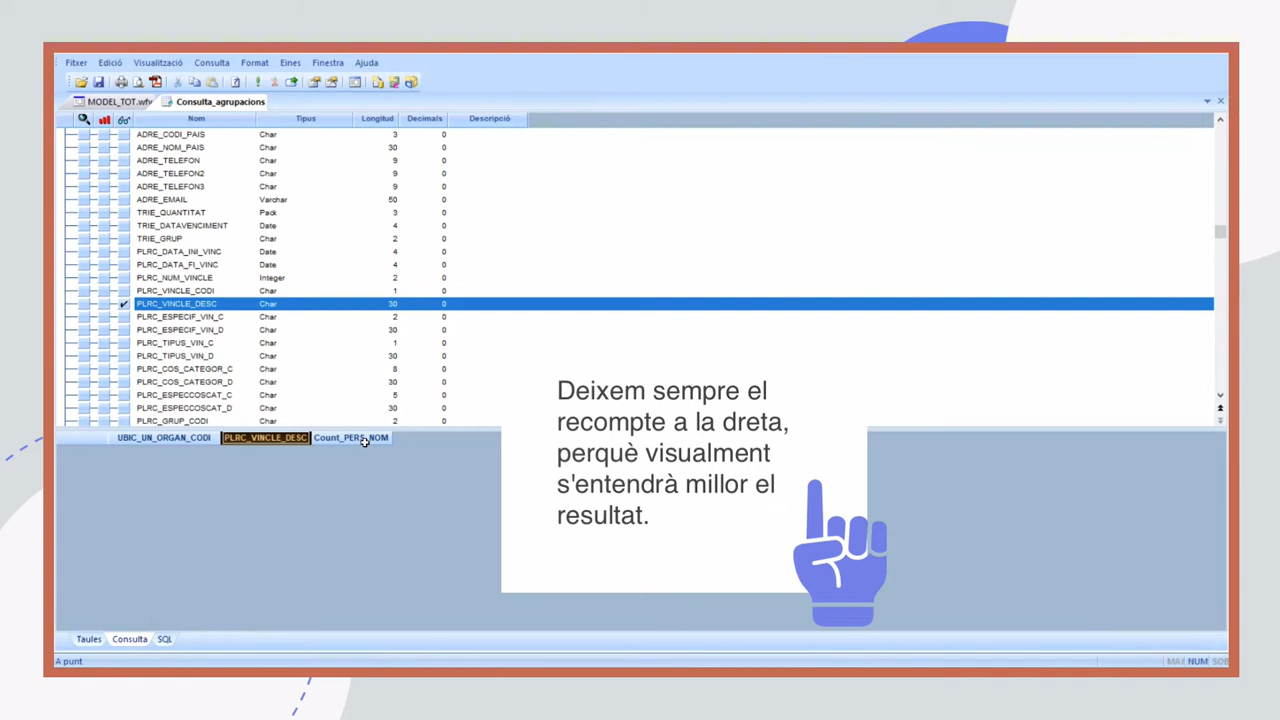 Fitxer Edició Visualització Consulta Format Eines Finestra Ajuda
MODEL_TOT.wfv Consulta_agrupacions
Nom Tipus Longitud Decimals Descripció
ADRE_CODI_PAIS Char 3 0
ADRE_NOM_PAIS Char 30 0
ADRE_TELEFON Char 9 0
ADRE_TELEFON2 Char 9 0
ADRE_TELEFON3 Char 9 0
ADRE_EMAIL Varchar 50 0
TRIE_QUANTITAT Pack 3 0
TRIE_DATAVENCIMENT Date 4 0
TRIE_GRUP Char 2 0
PLRC_DATA_INI_VINC Date 4 0
PLRC_DATA_FI_VINC Date 4 0
PLRC_NUM_VINCLE Integer 2 0
PLRC_VINCLE_CODI Char 1 0
PLRC_VINCLE_DESC Char 30 0
PLRC_ESPECIF_VIN_C Char 2 0
PLRC_ESPECIF_VIN_D Char 30 0
PLRC_TIPUS_VIN_C Char 1 0
PLRC_TIPUS_VIN_D Char 30 0
PLRC_COS_CATEGOR_C Char 8 0
PLRC_COS_CATEGOR_D Char 30 0
PLRC_ESPECCOSCAT_C Char 5 0
PLRC_ESPECCOSCAT_D Char 30 0
PLRC_GRUP_CODI Char 2 0
UBIC_UN_ORGAN_CODI PLRC_VINCLE_DESC Count_PERS_NOM
Deixem sempre el
recompte a la dreta,
perquè visualment
s'entendrà millor el
resultat.
Taules Consulta SQL
A punt NUM